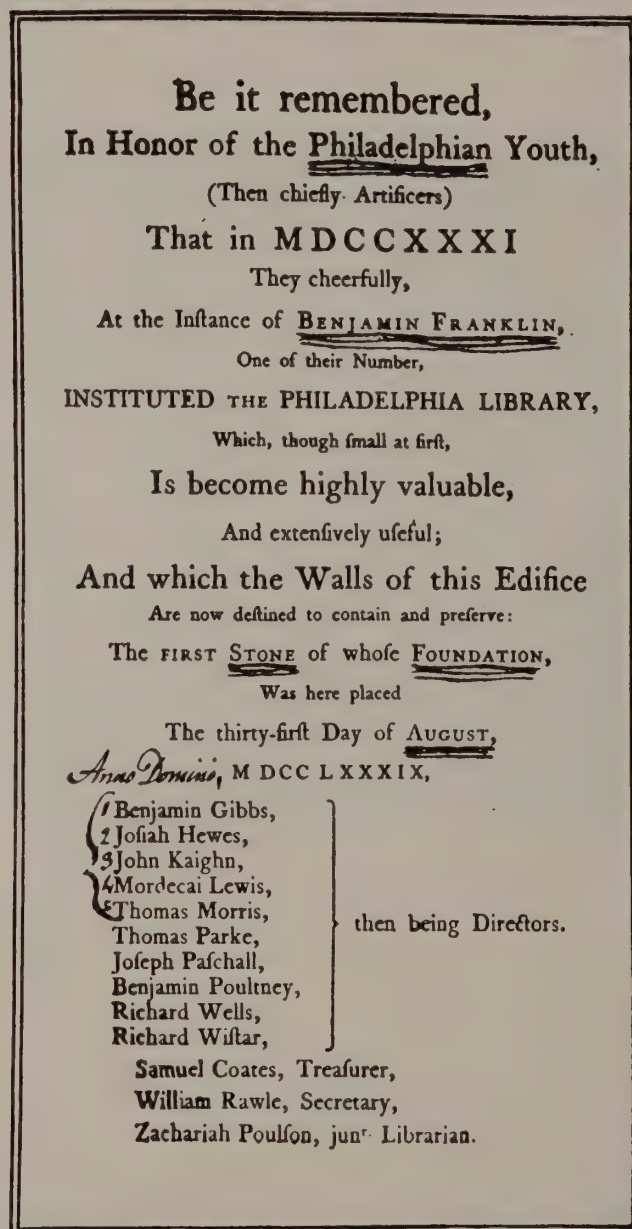 Be it remembered,
In Honor of the Philadelphian Youth,
(Then chiefly Artificers)
That in MDCCXXXI
They cheerfully,
At the Inſtance of BENJAMIN FRANKLIN,
One of their Number,
INSTITUTED THE PHILADELPHIA LIBRARY,
Which, though ſmall at firſt,
Is become highly valuable,
And extenſively uſeful;
And which the Walls of this Edifice
Are now deſtined to contain and preſerve:
The FIRST STONE of whoſe FOUNDATION,
Was here placed
The thirty-firſt Day of AUGUST,
Anno Domini, M DCC LXXXIX,
1 Benjamin Gibbs,
2 Joſiah Hewes,
3 John Kaighn,
4 Mordecai Lewis,
5 Thomas Morris,
Thomas Parke,
Joſeph Paſchall,
Benjamin Poultney,
Richard Wells,
Richard Wiſtar,
then being Directors.
Samuel Coates, Treaſurer,
William Rawle, Secretary,
Zachariah Poulſon, junr. Librarian.